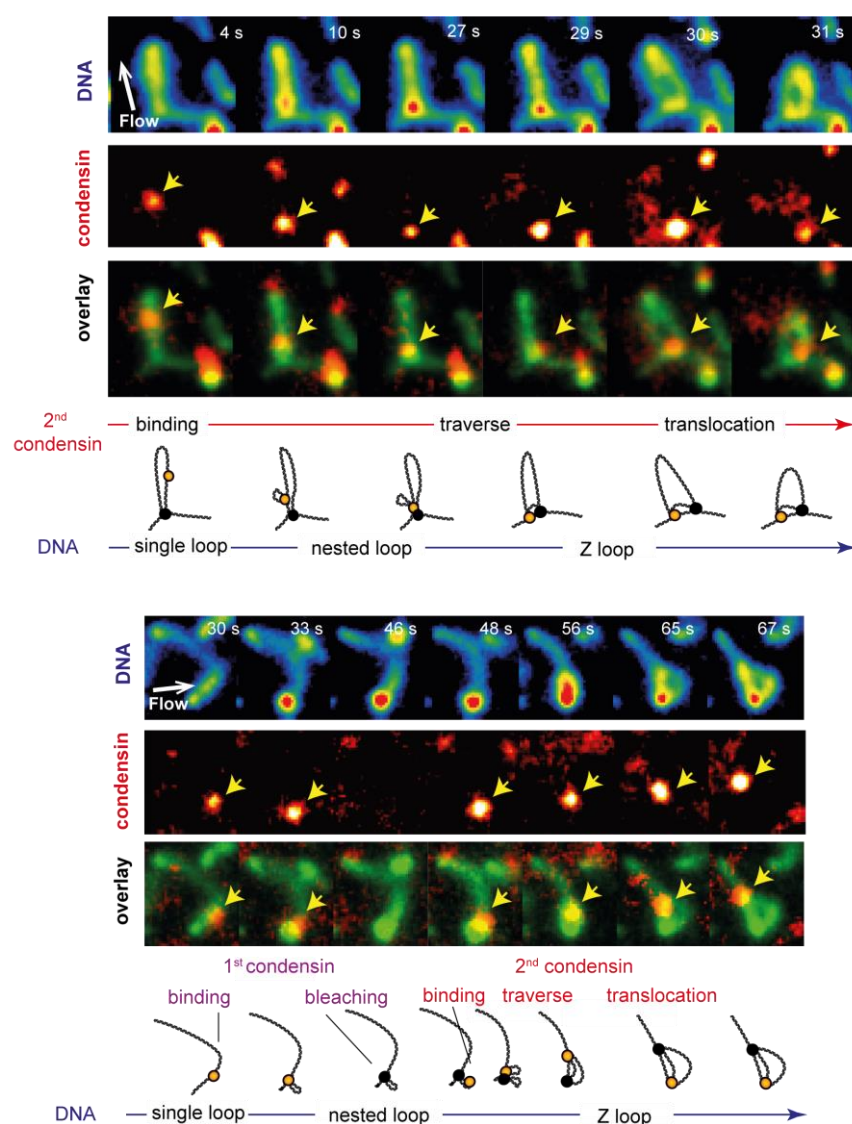 4 s 10 s 27 s 29 s 30 s 31 s
DNA
Flow
condensin
overlay
2nd condensin
binding traverse translocation
DNA single loop nested loop Z loop
30 s 33 s 46 s 48 s 56 s 65 s 67 s
DNA
Flow
condensin
overlay
1st condensin 2nd condensin
binding bleaching binding traverse translocation
DNA single loop nested loop Z loop